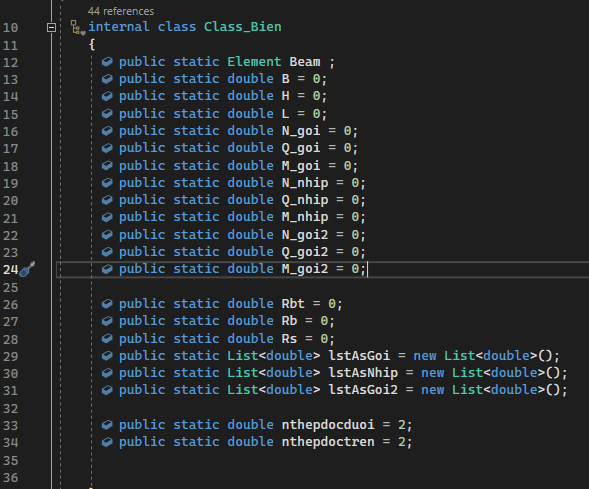 44 references
10 internal class Class_Bien
11 {
12 public static Element Beam ;
13 public static double B = 0;
14 public static double H = 0;
15 public static double L = 0;
16 public static double N_goi = 0;
17 public static double Q_goi = 0;
18 public static double M_goi = 0;
19 public static double N_nhip = 0;
20 public static double Q_nhip = 0;
21 public static double M_nhip = 0;
22 public static double N_goi2 = 0;
23 public static double Q_goi2 = 0;
24 public static double M_goi2 = 0;
25
26 public static double Rbt = 0;
27 public static double Rb = 0;
28 public static double Rs = 0;
29 public static List<double> lstAsGoi = new List<double>();
30 public static List<double> lstAsNhip = new List<double>();
31 public static List<double> lstAsGoi2 = new List<double>();
32
33 public static double nthepdocduoi = 2;
34 public static double nthepdoctren = 2;
35
36